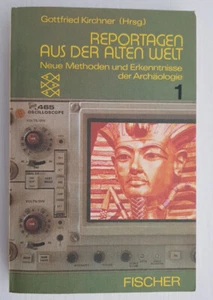 Gottfried Kirchner (Hrsg.)
REPORTAGEN
AUS DER ALTEN WELT
Neue Methoden und Erkenntnisse
der Archäologie
1
465
OSCILLOSCOPE
FISCHER